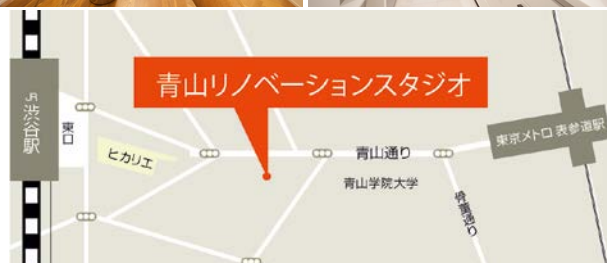 青山リノベーションスタジオ
JR渋谷駅
東口
ヒカリエ
青山通り
青山学院大学
骨董通り
東京メトロ 表参道駅